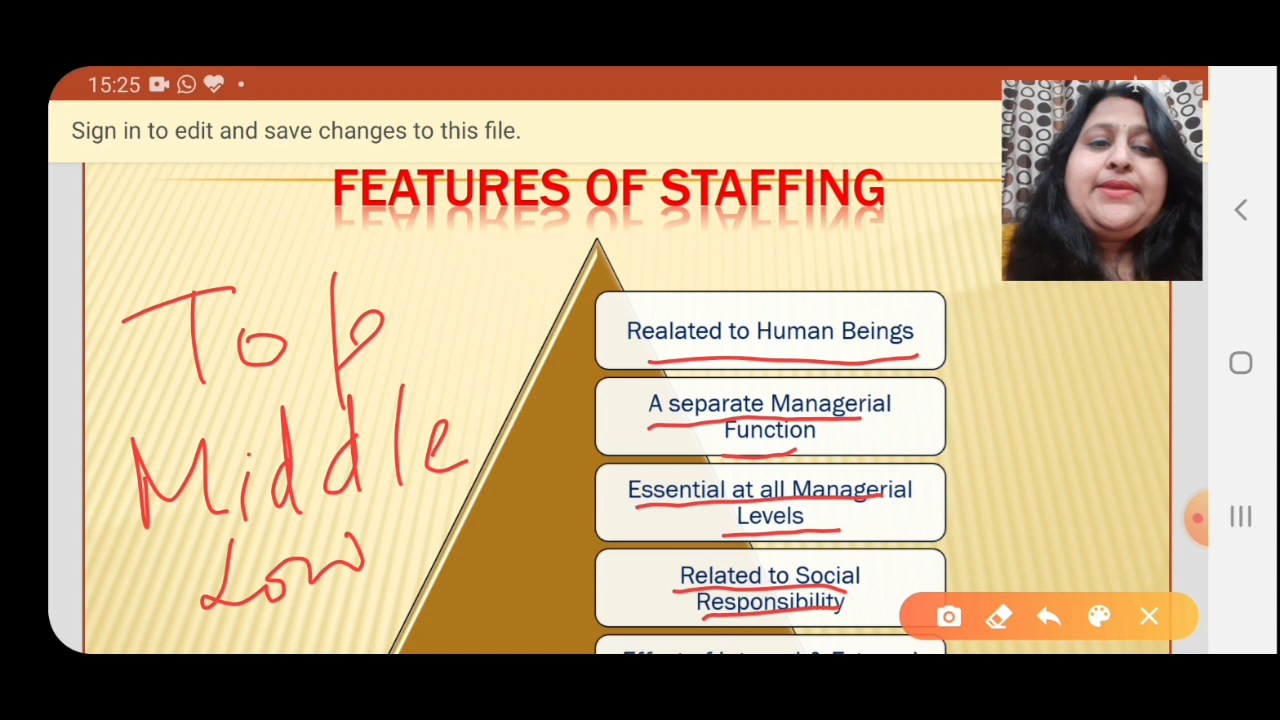 15:25
Sign in to edit and save changes to this file.
FEATURES OF STAFFING
Realated to Human Beings
A separate Managerial
Function
Essential at all Managerial
Levels
Related to Social
Responsibility
Top
Middle
Low